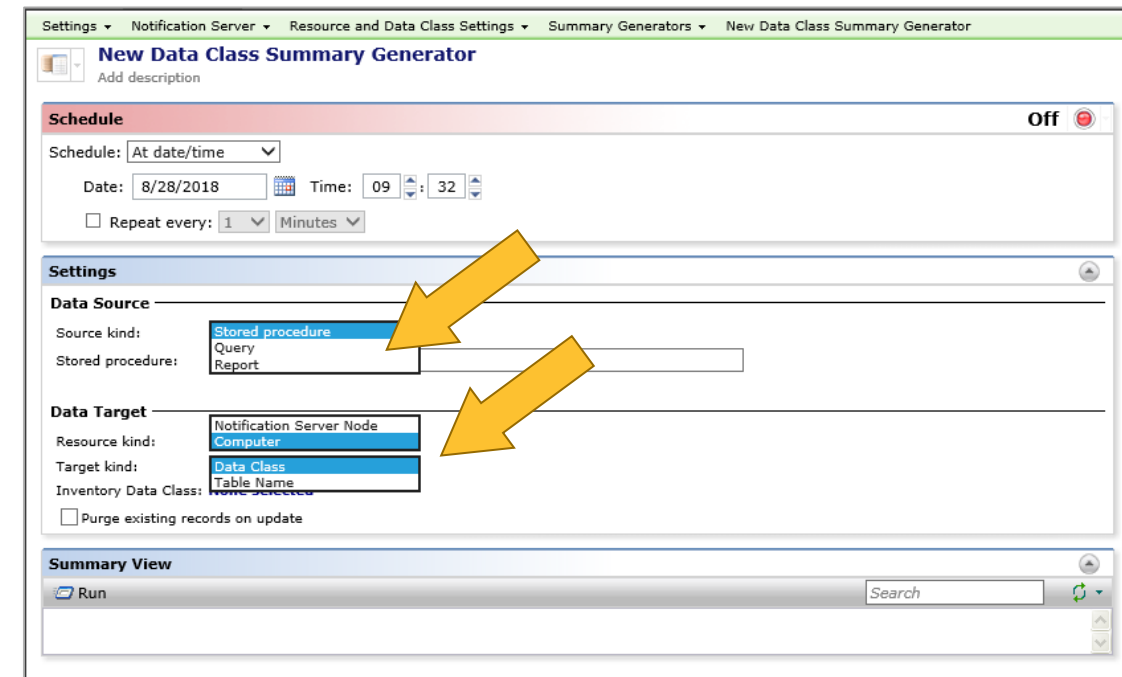 Settings Notification Server Resource and Data Class Settings Summary Generators New Data Class Summary Generator
New Data Class Summary Generator
Add description
Schedule Off
Schedule: At date/time
Date: 8/28/2018 Time: 09 : 32
Repeat every: 1 Minutes
Settings
Data Source
Source kind: Stored procedure
Query
Stored procedure: Report
Data Target
Notification Server Node
Resource kind: Computer
Target kind: Data Class
Table Name
Inventory Data Class: None selected
Purge existing records on update
Summary View
Run Search